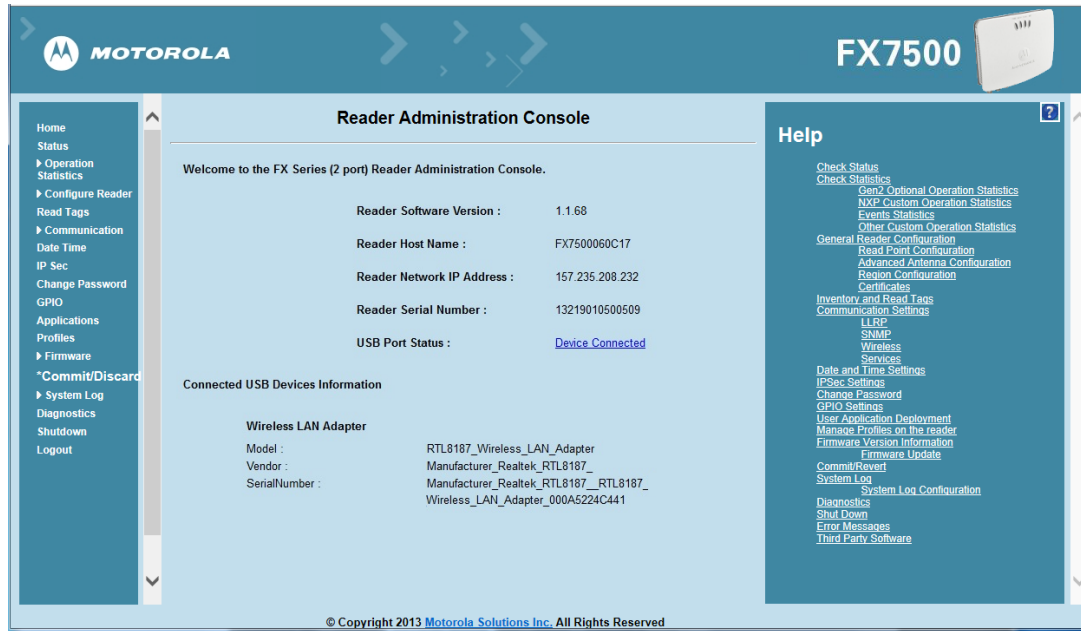 MOTOROLA
FX7500
Home
Status
Operation
Statistics
Configure Reader
Read Tags
Communication
Date Time
IP Sec
Change Password
GPIO
Applications
Profiles
Firmware
*Commit/Discard
System Log
Diagnostics
Shutdown
Logout
Reader Administration Console
Welcome to the FX Series (2 port) Reader Administration Console.
Reader Software Version : 1.1.68
Reader Host Name : FX7500060C17
Reader Network IP Address : 157.235.208.232
Reader Serial Number : 13219010500509
USB Port Status : Device Connected
Connected USB Devices Information
Wireless LAN Adapter
Model : RTL8187_Wireless_LAN_Adapter
Vendor : Manufacturer_Realtek_RTL8187_
SerialNumber : Manufacturer_Realtek_RTL8187__RTL8187_
Wireless_LAN_Adapter_000A5224C441
?
Help
Check Status
Check Statistics
Gen2 Optional Operation Statistics
NXP Custom Operation Statistics
Events Statistics
Other Custom Operation Statistics
General Reader Configuration
Read Point Configuration
Advanced Antenna Configuration
Region Configuration
Certificates
Inventory and Read Tags
Communication Settings
LLRP
SNMP
Wireless
Services
Date and Time Settings
IPSec Settings
Change Password
GPIO Settings
User Application Deployment
Manage Profiles on the reader
Firmware Version Information
Firmware Update
Commit/Revert
System Log
System Log Configuration
Diagnostics
Shut Down
Error Messages
Third Party Software
© Copyright 2013 Motorola Solutions Inc. All Rights Reserved